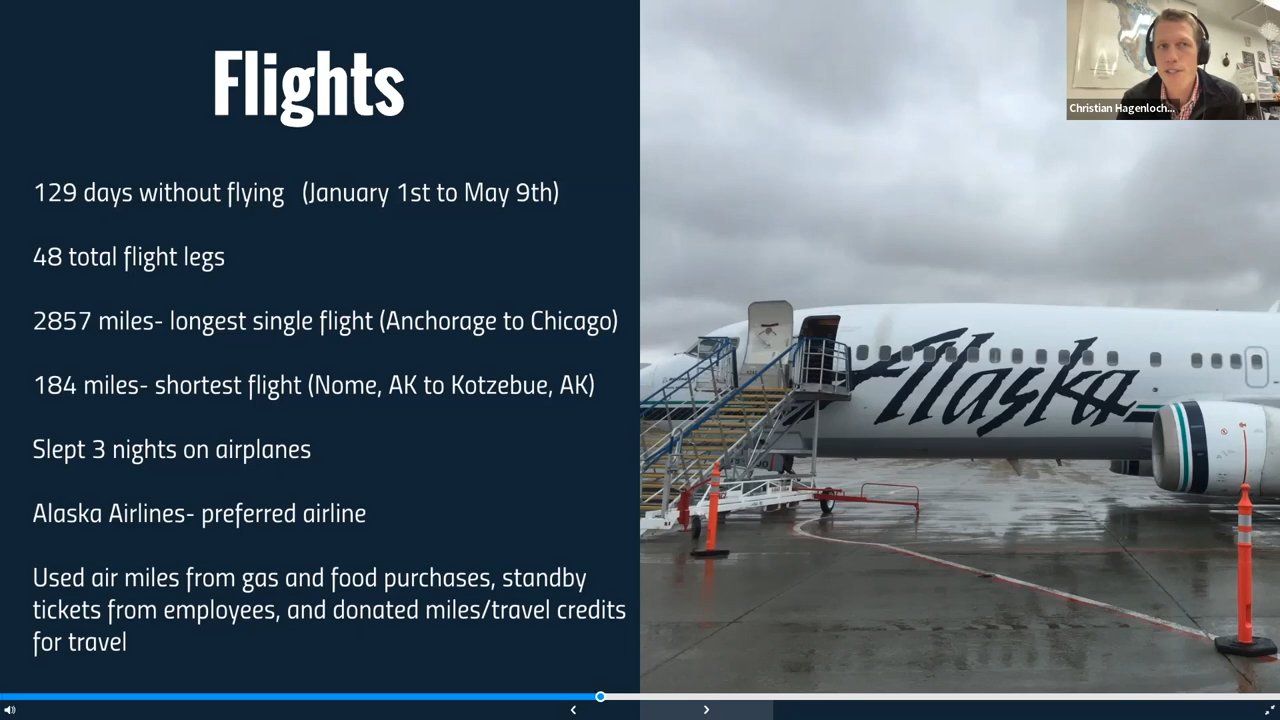 Flights
129 days without flying (January 1st to May 9th)
48 total flight legs
2857 miles- longest single flight (Anchorage to Chicago)
184 miles- shortest flight (Nome, AK to Kotzebue, AK)
Slept 3 nights on airplanes
Alaska Airlines- preferred airline
Used air miles from gas and food purchases, standby
tickets from employees, and donated miles/travel credits
for travel
Christian Hagenloch...
Alaska